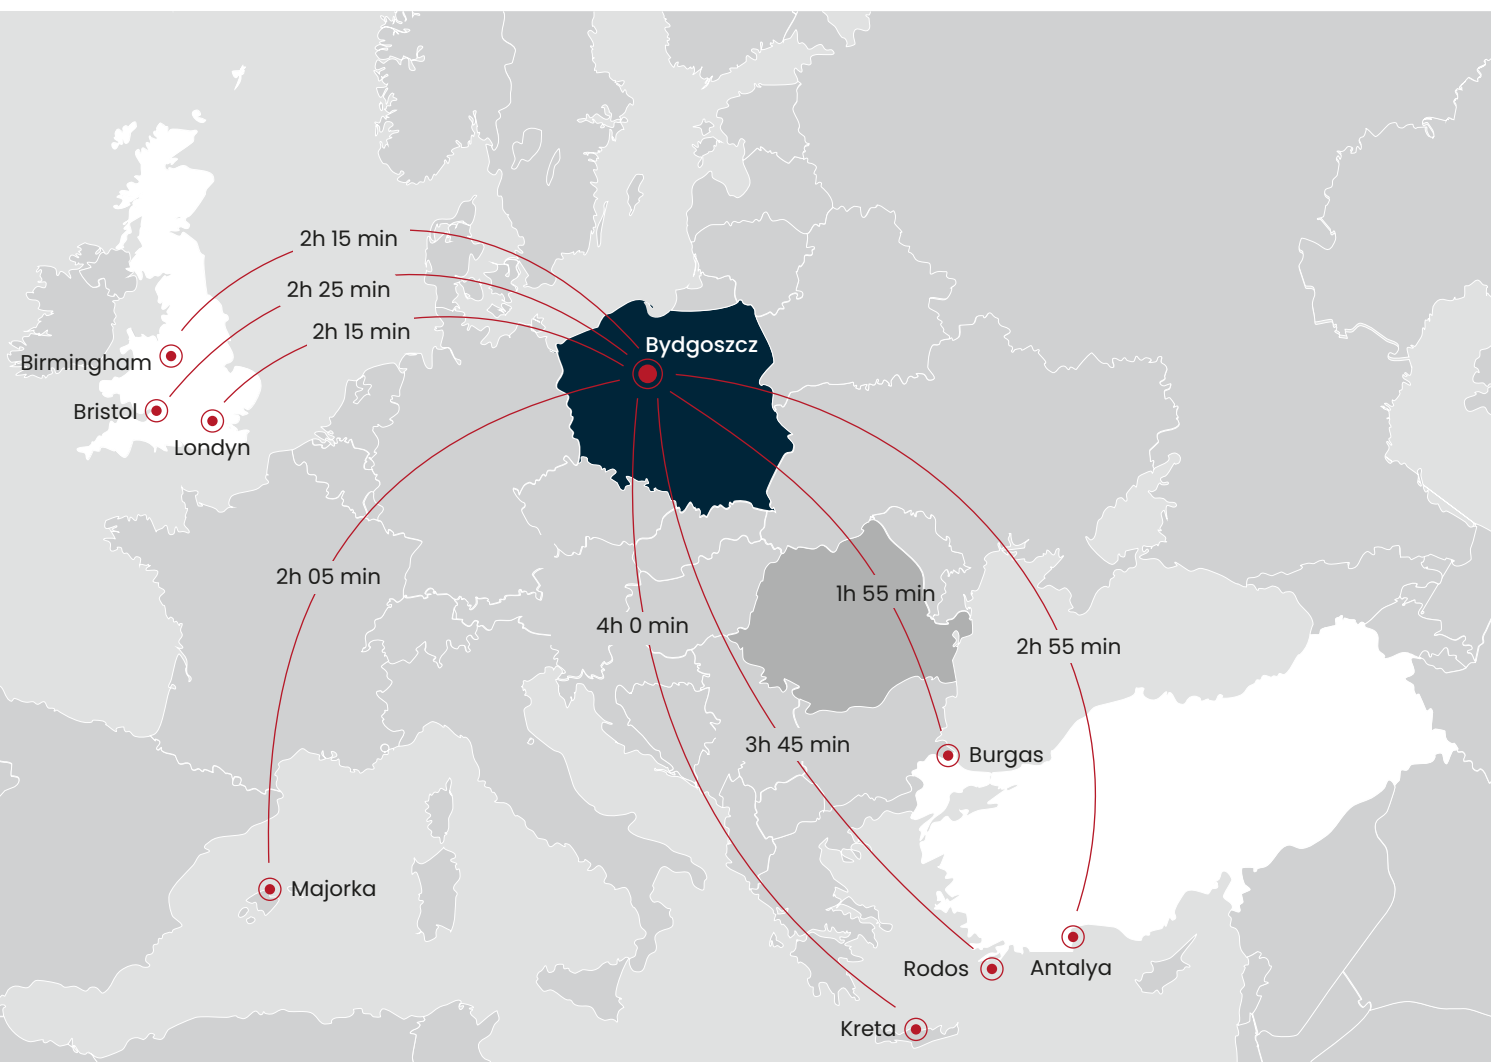 2h 15 min
2h 25 min
2h 15 min
Bydgoszcz
Birmingham
Bristol
Londyn
2h 05 min
1h 55 min
4h 0 min
2h 55 min
3h 45 min
Burgas
Majorka
Rodos
Antalya
Kreta